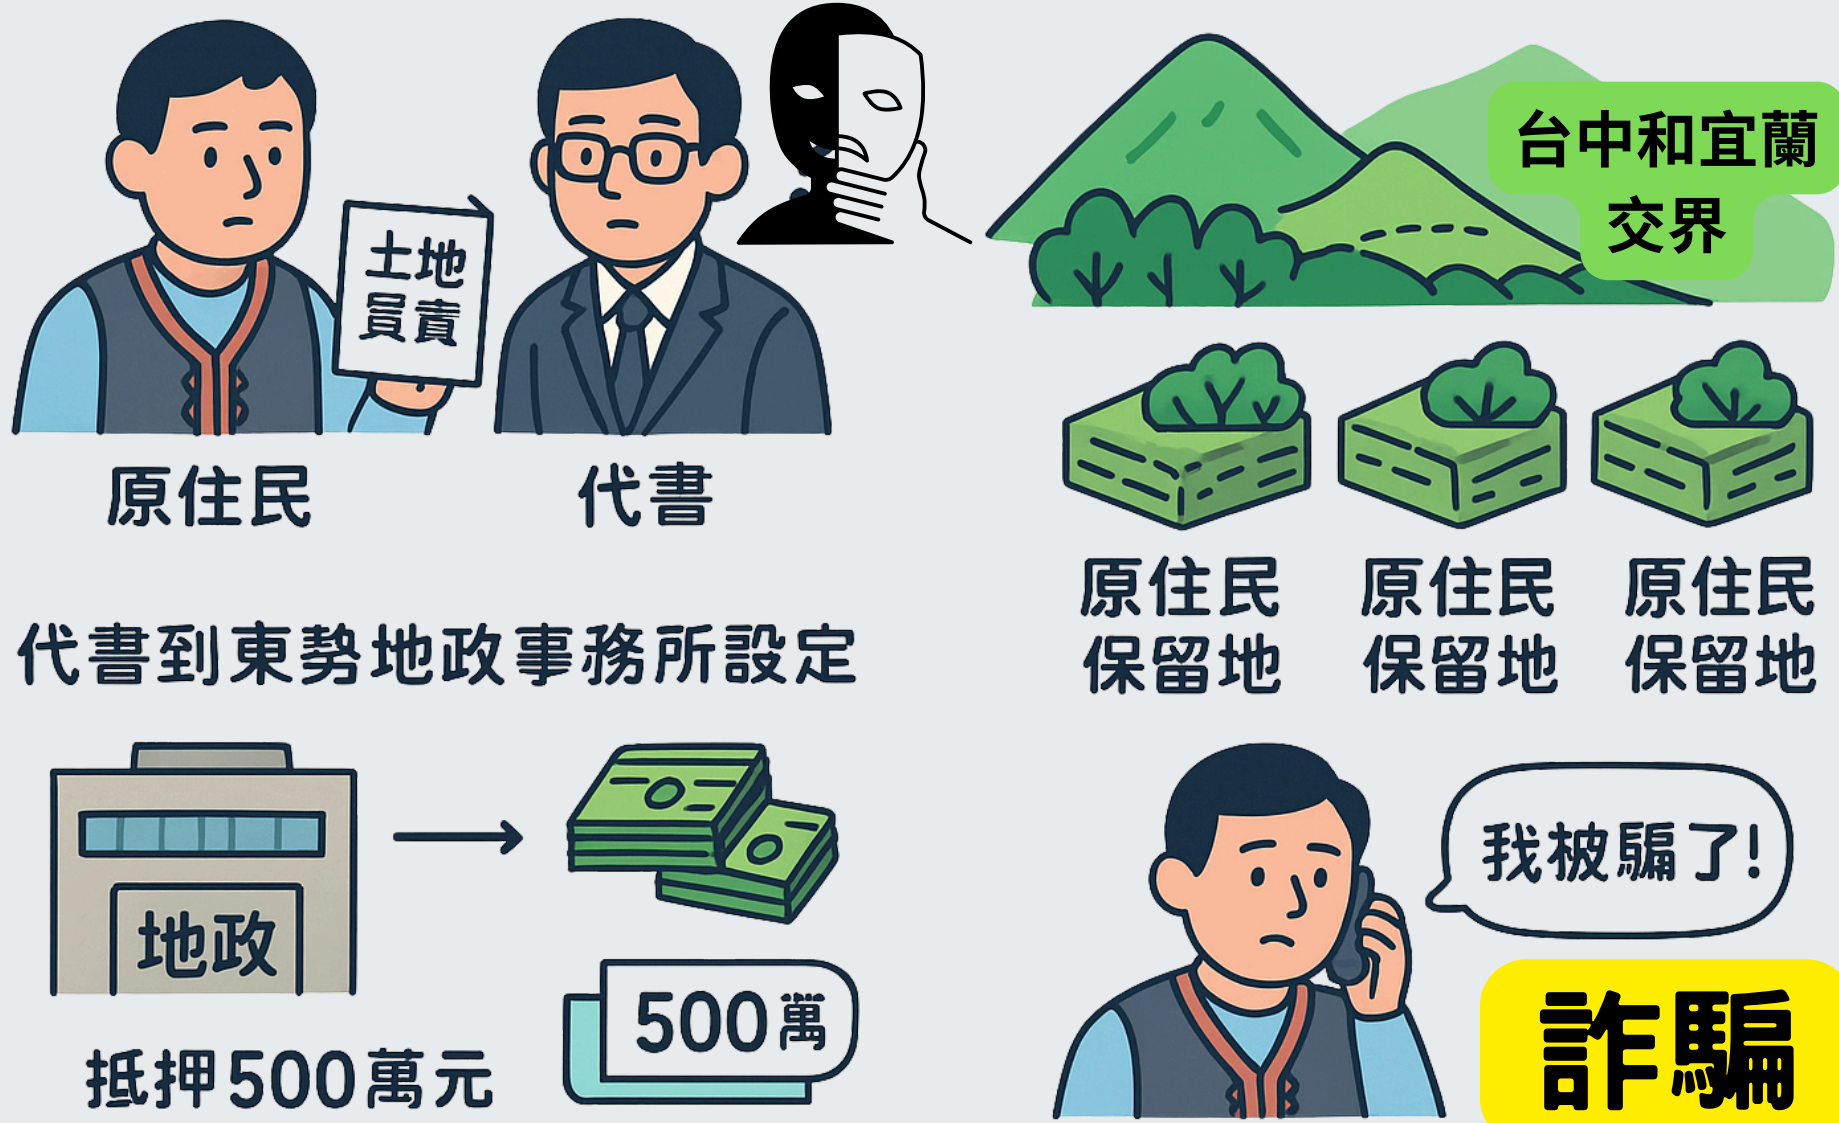 土地
原住民
代書
台中和宜蘭
交界
原住民
保留地
原住民
保留地
原住民
保留地
代書到東勢地政事務所設定
地政
500萬
抵押500萬元
我被騙了!
詐騙